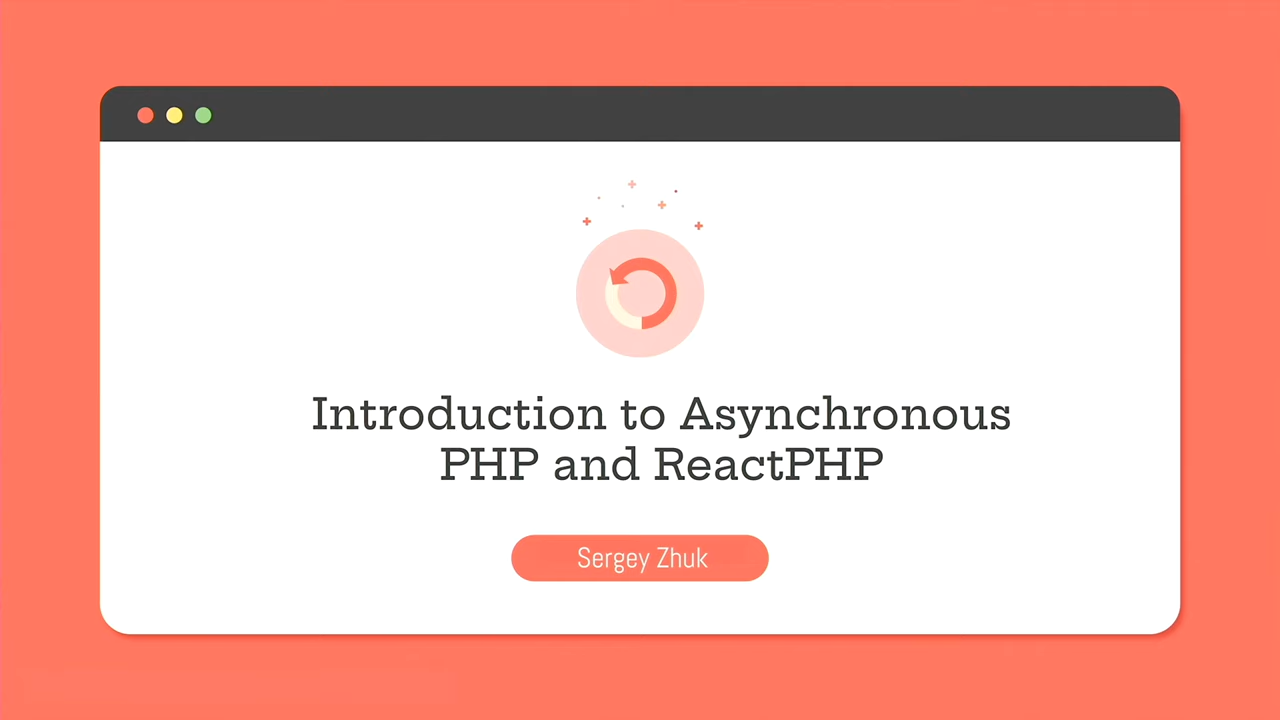 Introduction to Asynchronous
PHP and ReactPHP
Sergey Zhuk